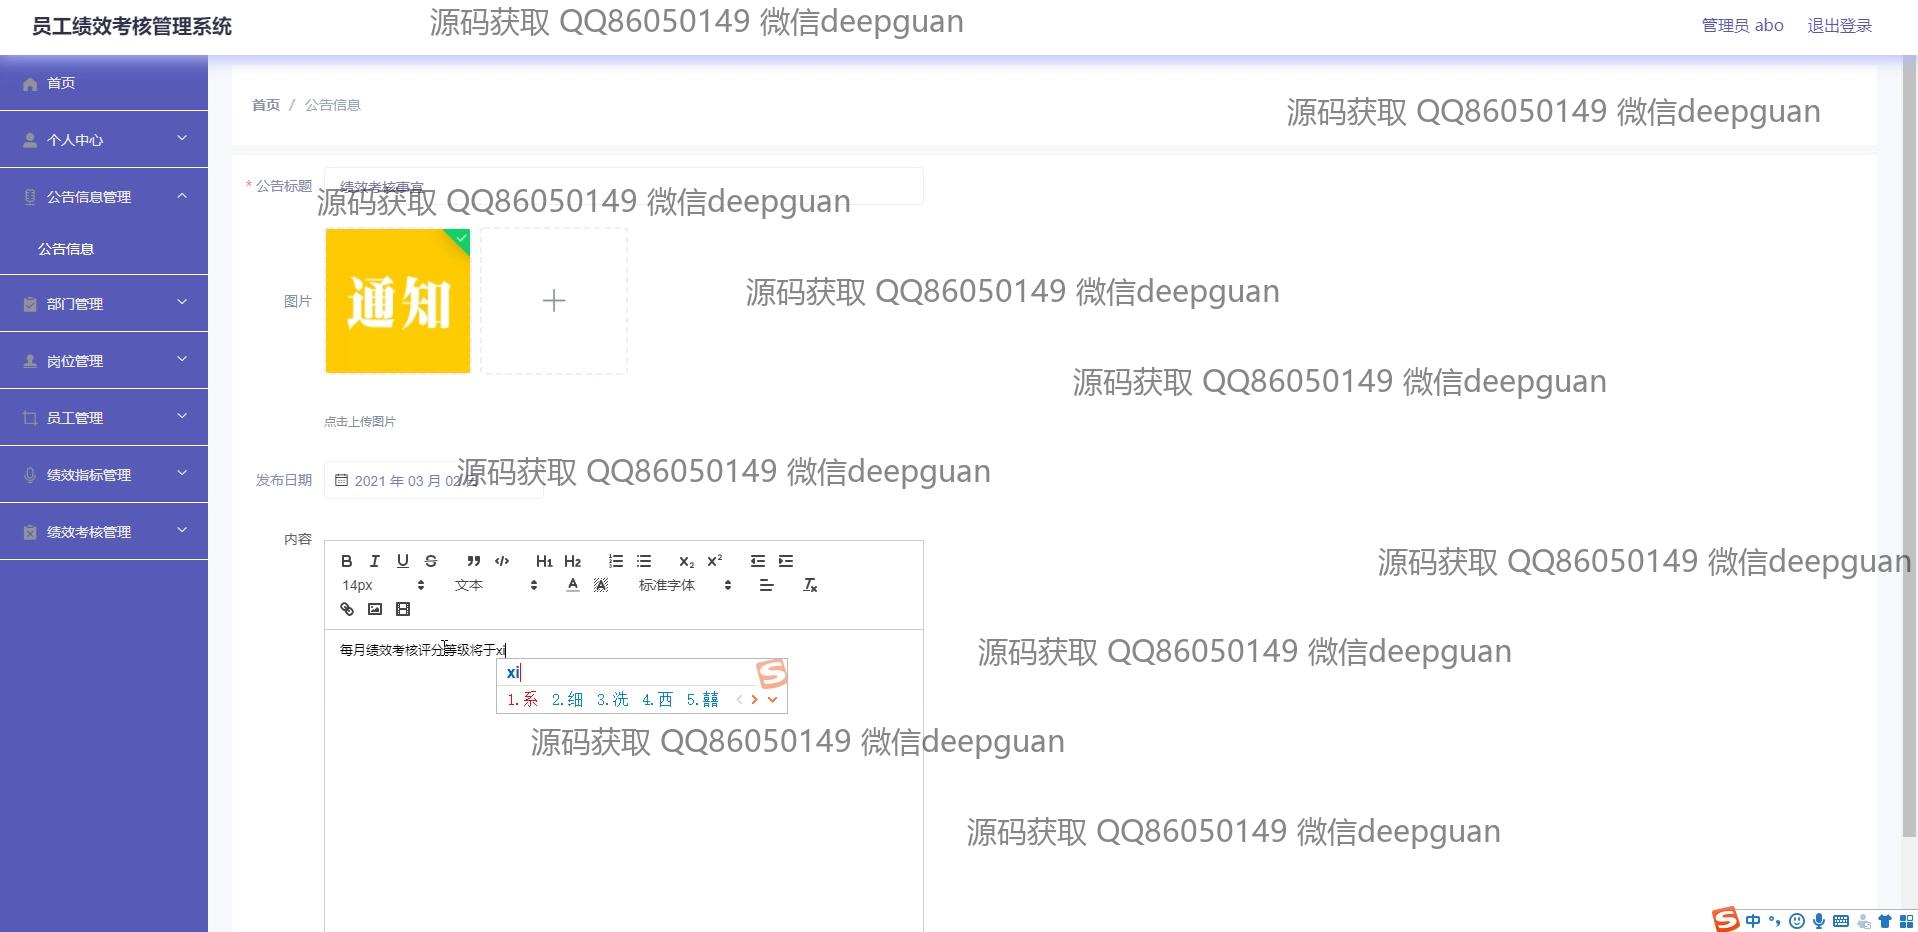 员工绩效考核管理系统
源码获取 QQ86050149 微信deepguan
管理员 abo
退出登录
首页
个人中心
公告信息管理
公告信息
部门管理
岗位管理
员工管理
绩效指标管理
绩效考核管理
首页 / 公告信息
源码获取 QQ86050149 微信deepguan
* 公告标题
绩效考核事宜
源码获取 QQ86050149 微信deepguan
图片
通知
源码获取 QQ86050149 微信deepguan
源码获取 QQ86050149 微信deepguan
点击上传图片
发布日期
2021 年 03 月 02 日
源码获取 QQ86050149 微信deepguan
内容
B I U S H1 H2 X₂ X²
14px 文本 A A 标准字体 Tx
源码获取 QQ86050149 微信deepguan
每月绩效考核评分等级将于xi
源码获取 QQ86050149 微信deepguan
xi
1.系 2.细 3.洗 4.西 5.囍
源码获取 QQ86050149 微信deepguan
源码获取 QQ86050149 微信deepguan
中